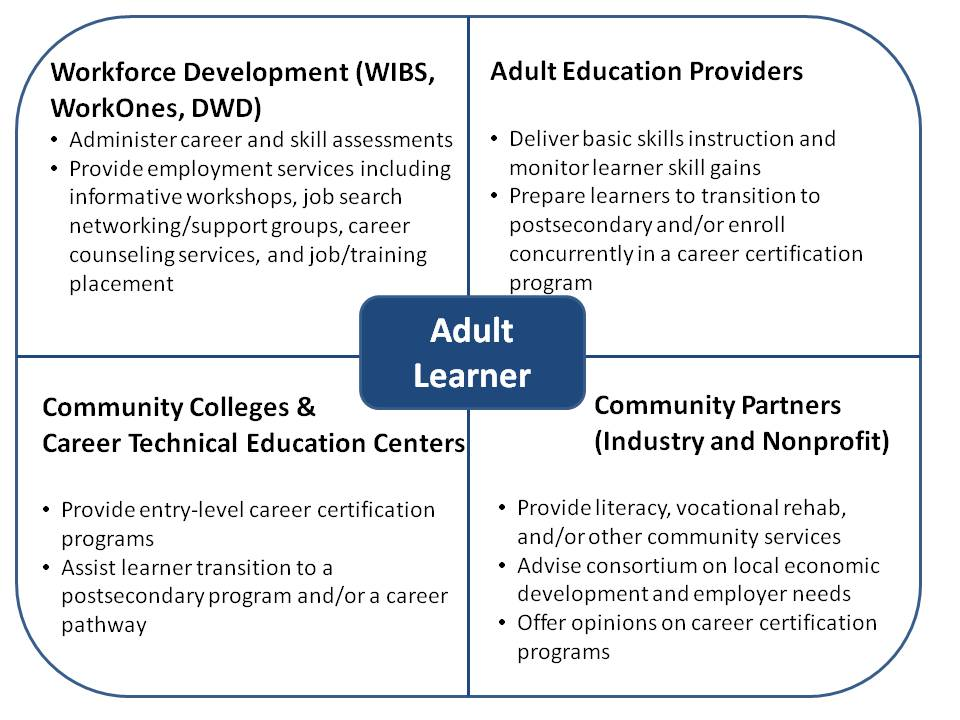 Workforce Development (WIBS,
WorkOnes, DWD)
• Administer career and skill assessments
• Provide employment services including
informative workshops, job search
networking/support groups, career
counseling services, and job/training
placement
Adult Education Providers
• Deliver basic skills instruction and
monitor learner skill gains
• Prepare learners to transition to
postsecondary and/or enroll
concurrently in a career certification
program
Adult
Learner
Community Colleges &
Career Technical Education Centers
• Provide entry-level career certification
programs
• Assist learner transition to a
postsecondary program and/or a career
pathway
Community Partners
(Industry and Nonprofit)
• Provide literacy, vocational rehab,
and/or other community services
• Advise consortium on local economic
development and employer needs
• Offer opinions on career certification
programs